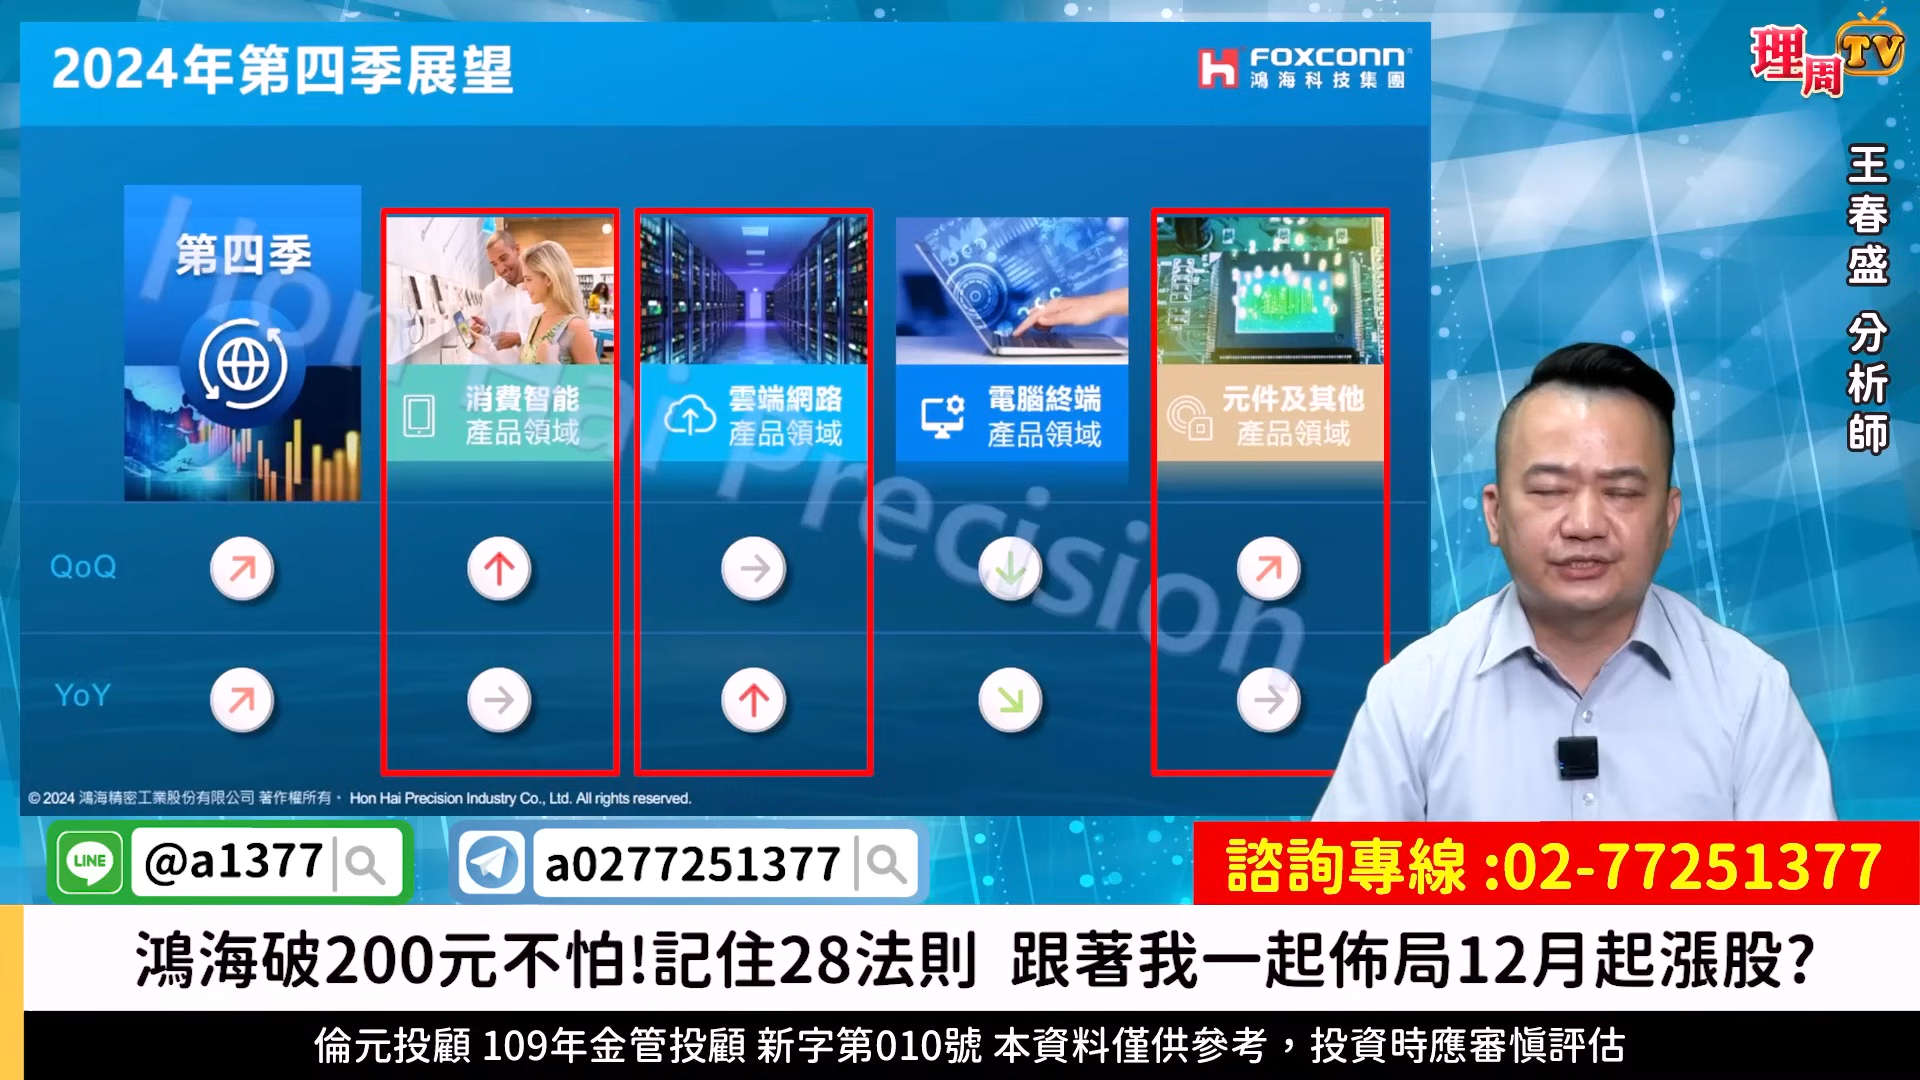 2024年第四季展望
FOXCONN
鴻海科技集團
理周TV
王春盛 分析師
第四季
消費智能
產品領域
雲端網路
產品領域
電腦終端
產品領域
元件及其他
產品領域
Hon Hai Precision
QoQ
YoY
© 2024 鴻海精密工業股份有限公司 著作權所有。 Hon Hai Precision Industry Co., Ltd. All rights reserved.
LINE
@a1377
a0277251377
諮詢專線:02-77251377
鴻海破200元不怕!記住28法則 跟著我一起佈局12月起漲股?
倫元投顧 109年金管投顧 新字第010號 本資料僅供參考，投資時應審慎評估